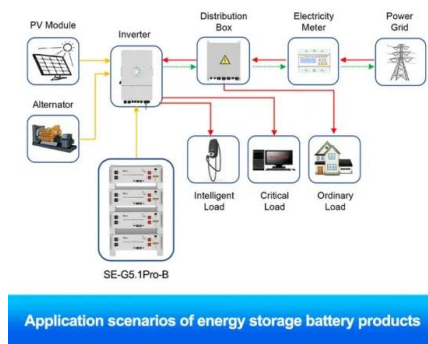 PV Module
Inverter
Distribution
Box
Electricity
Meter
Power
Grid
Alternator
Intelligent
Load
Critical
Load
Ordinary
Load
SE-G5.1Pro-B
Application scenarios of energy storage battery products